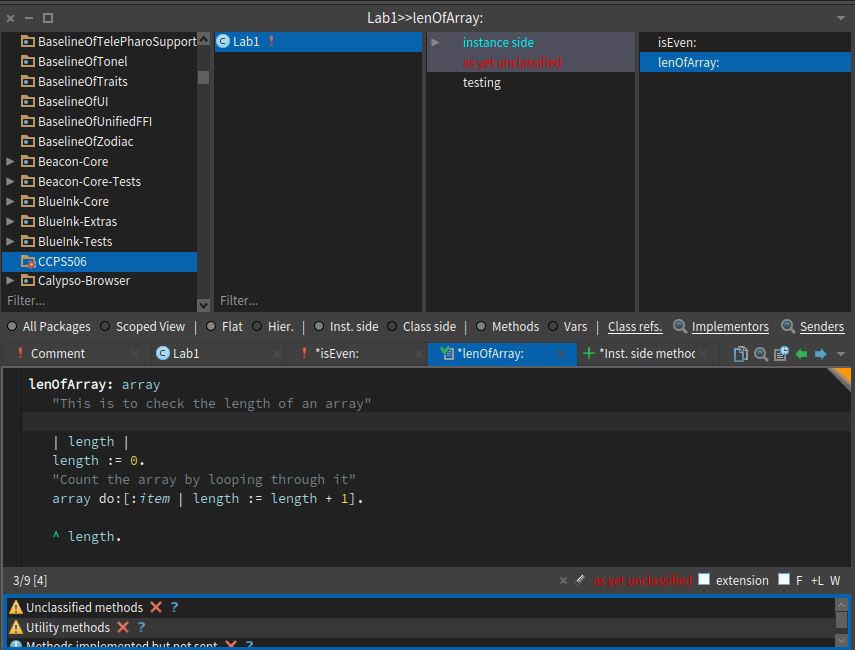 Lab1>>lenOfArray:
BaselineOfTelePharoSupport
BaselineOfTonel
BaselineOfTraits
BaselineOfUI
BaselineOfUnifiedFFI
BaselineOfZodiac
Beacon-Core
Beacon-Core-Tests
BlueInk-Core
BlueInk-Extras
BlueInk-Tests
CCPS506
Calypso-Browser
Filter...
Lab1 !
Filter...
instance side
as yet unclassified
testing
isEven:
lenOfArray:
All Packages Scoped View | Flat Hier. | Inst. side Class side | Methods Vars | Class refs. Implementors Senders
! Comment
Lab1
! *isEven:
*lenOfArray:
*Inst. side methoc
lenOfArray: array
"This is to check the length of an array"
| length |
length := 0.
"Count the array by looping through it"
array do:[:item | length := length + 1].
^ length.
3/9 [4]
as yet unclassified extension F +L W
Unclassified methods ?
Utility methods ?
Methods implemented but not sent ?